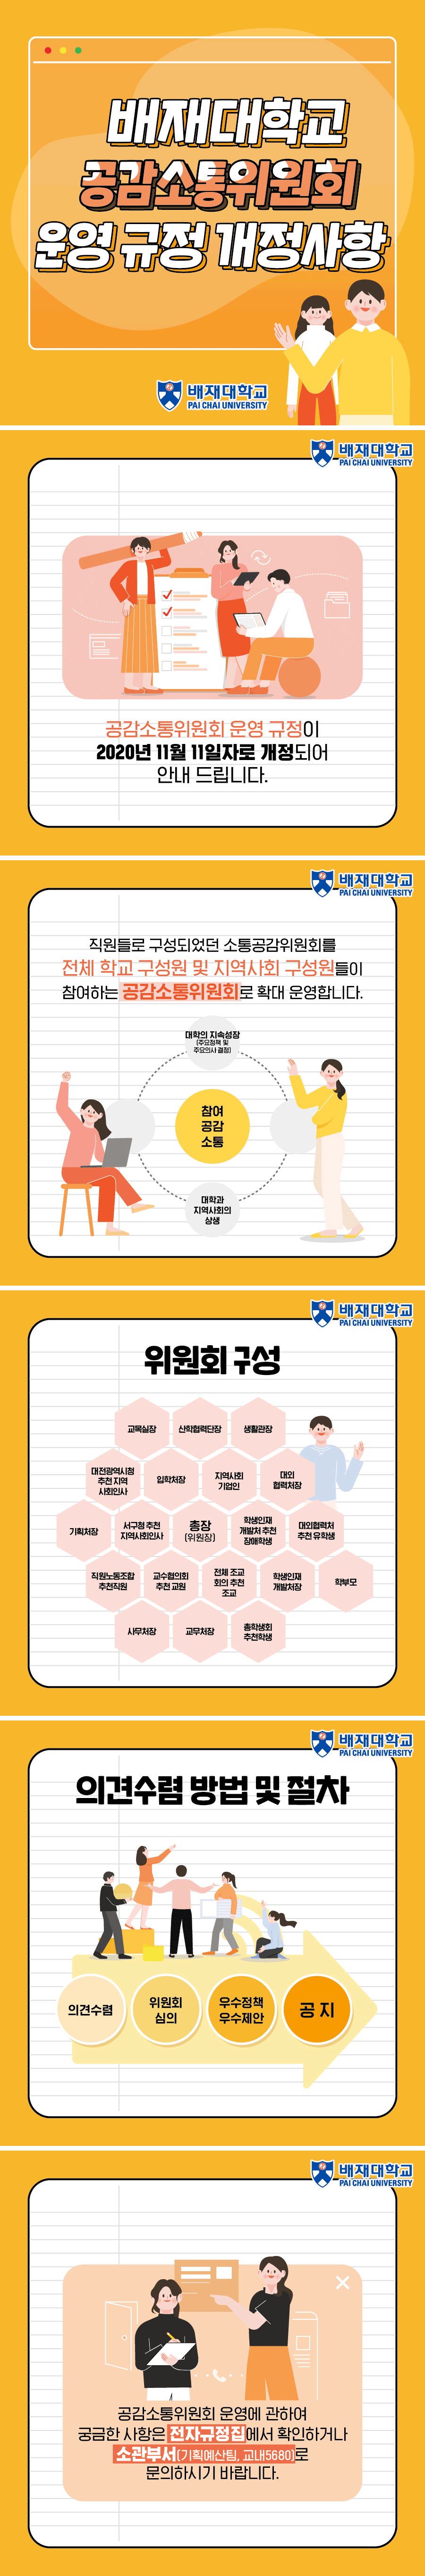 배재대학교
공감소통위원회
운영 규정 개정사항
배재대학교
PAI CHAI UNIVERSITY
배재대학교
PAI CHAI UNIVERSITY
공감소통위원회 운영 규정이
2020년 11월 11일자로 개정되어
안내 드립니다.
배재대학교
PAI CHAI UNIVERSITY
직원들로 구성되었던 소통공감위원회를
전체 학교 구성원 및 지역사회 구성원들이
참여하는 공감소통위원회로 확대 운영합니다.
대학의 지속성장
(주요정책 및
주요의사 결정)
참여
공감
소통
대학과
지역사회의
상생
배재대학교
PAI CHAI UNIVERSITY
위원회 구성
교육실장
산학협력단장
생활관장
대전광역시청
추천 지역
사회인사
입학처장
지역사회
기업인
대외
협력처장
기획처장
서구청 추천
지역사회인사
총장
(위원장)
학생인재
개발처 추천
장애학생
대외협력처
추천 유학생
직원노동조합
추천직원
교수협의회
추천 교원
전체 조교
회의 추천
조교
학생인재
개발처장
학부모
사무처장
교무처장
총학생회
추천학생
배재대학교
PAI CHAI UNIVERSITY
의견수렴 방법 및 절차
의견수렴
위원회
심의
우수정책
우수제안
공 지
배재대학교
PAI CHAI UNIVERSITY
공감소통위원회 운영에 관하여
궁금한 사항은 전자규정집에서 확인하거나
소관부서(기획예산팀, 교내5680)로
문의하시기 바랍니다.